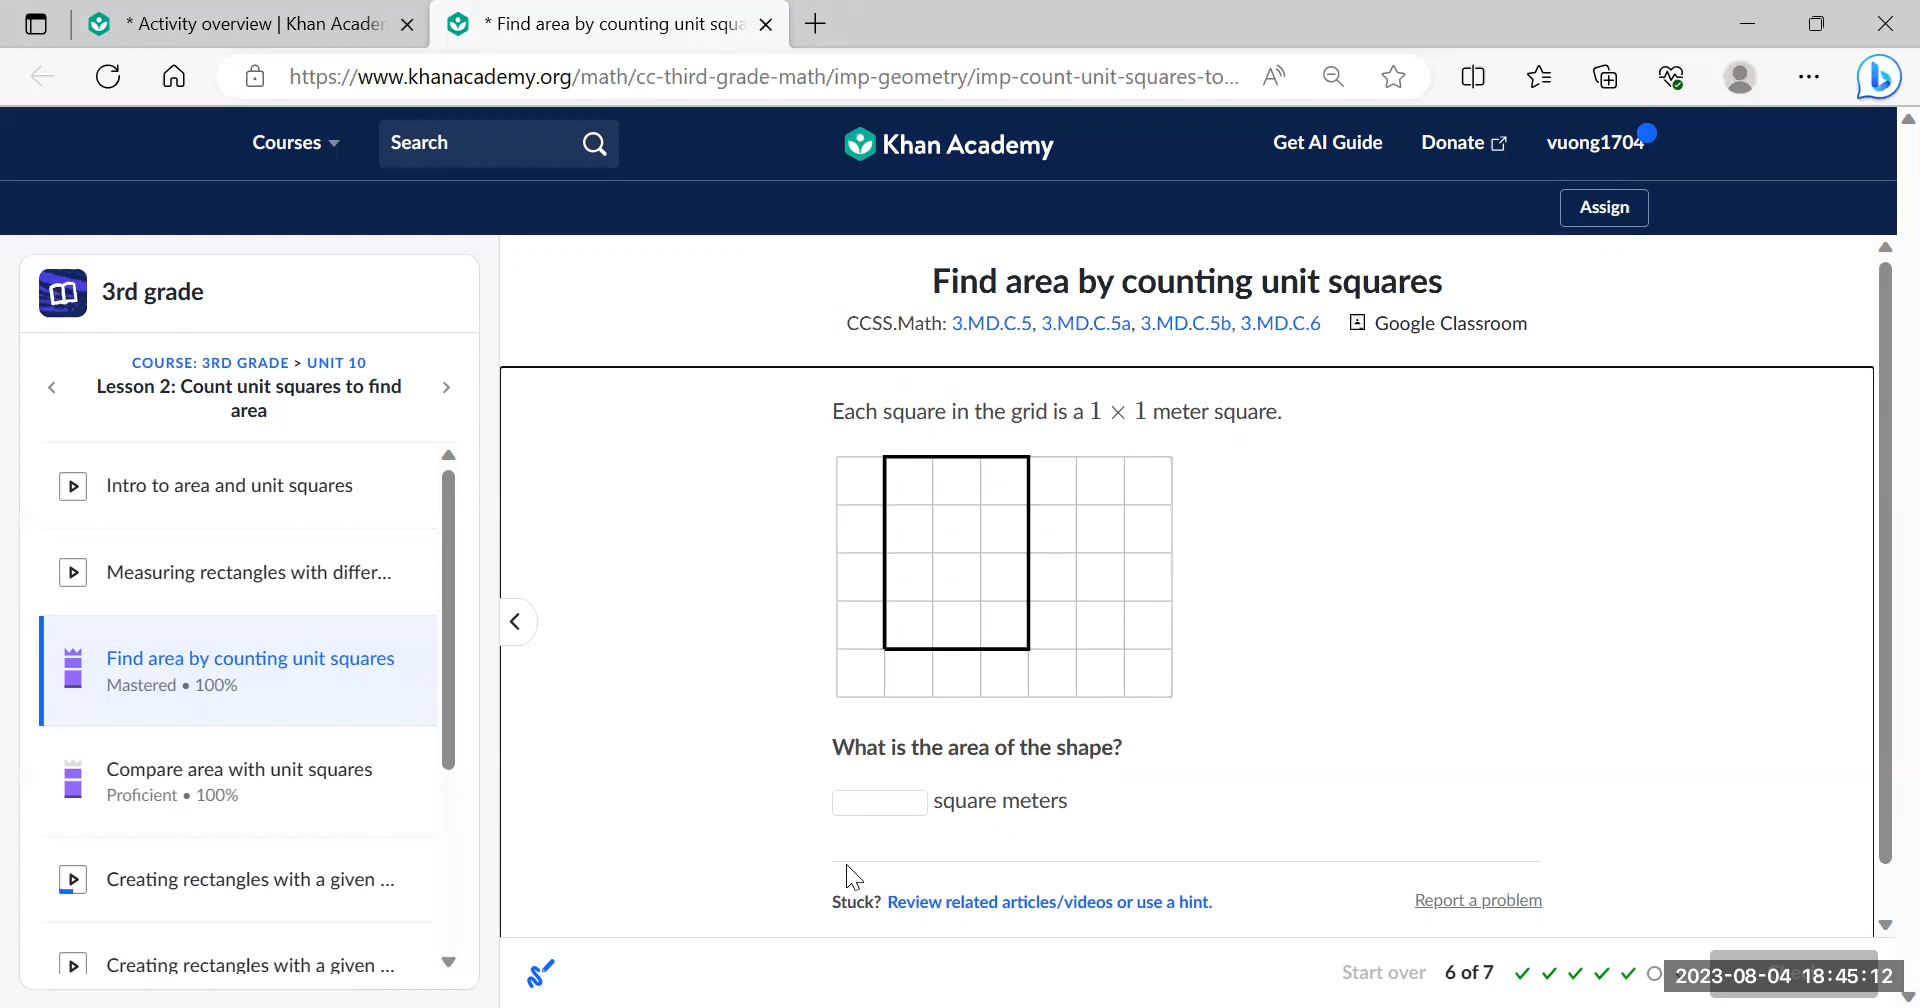 * Activity overview | Khan Acader
* Find area by counting unit squa
https://www.khanacademy.org/math/cc-third-grade-math/imp-geometry/imp-count-unit-squares-to...
Courses
Search
Khan Academy
Get AI Guide
Donate
vuong1704
Assign
3rd grade
COURSE: 3RD GRADE > UNIT 10
Lesson 2: Count unit squares to find
area
Intro to area and unit squares
Measuring rectangles with differ...
Find area by counting unit squares
Mastered • 100%
Compare area with unit squares
Proficient • 100%
Creating rectangles with a given ...
Creating rectangles with a given ...
Find area by counting unit squares
CCSS.Math: 3.MD.C.5, 3.MD.C.5a, 3.MD.C.5b, 3.MD.C.6
Google Classroom
Each square in the grid is a 1 × 1 meter square.
What is the area of the shape?
square meters
Stuck? Review related articles/videos or use a hint.
Report a problem
Start over
6 of 7
2023-08-04 18:45:12